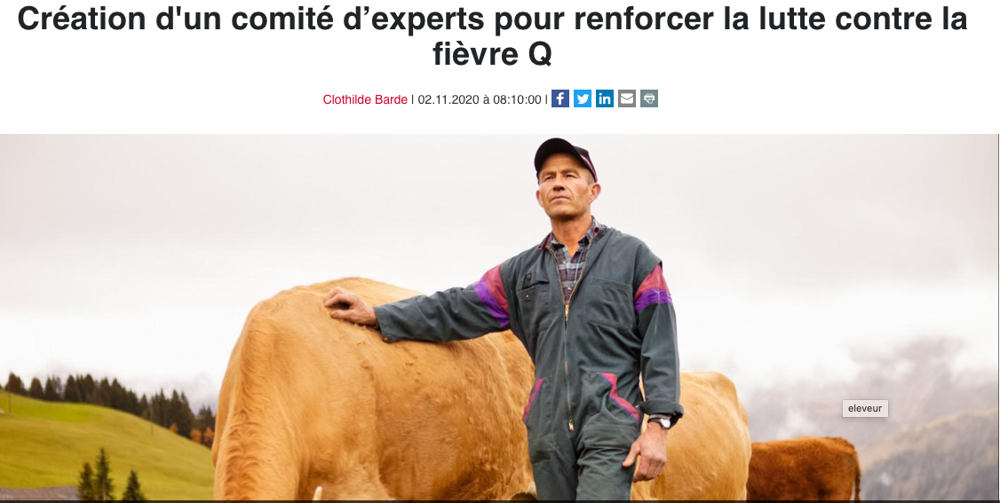 Création d'un comité d’experts pour renforcer la lutte contre la
fièvre Q
Clothilde Barde | 02.11.2020 à 08:10:00 |
eleveur